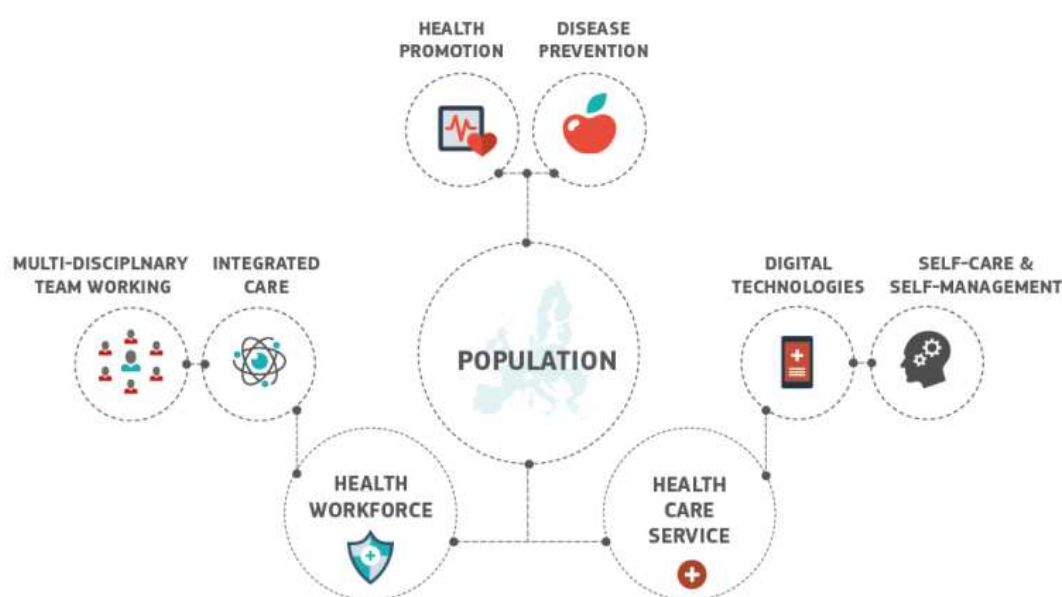 HEALTH
PROMOTION
DISEASE
PREVENTION
MULTI-DISCIPLNARY
TEAM WORKING
INTEGRATED
CARE
DIGITAL
TECHNOLOGIES
SELF-CARE &
SELF-MANAGEMENT
POPULATION
HEALTH
WORKFORCE
HEALTH
CARE
SERVICE